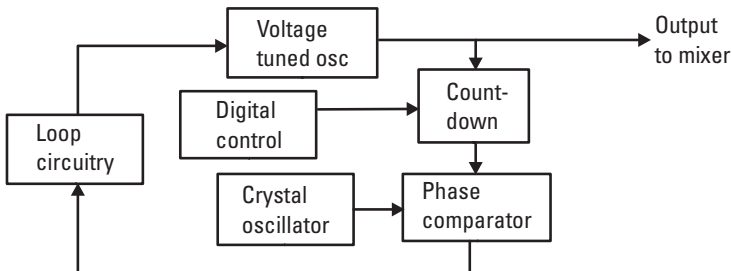 Voltage
tuned osc
Output
to mixer
Digital
control
Count-
down
Loop
circuitry
Crystal
oscillator
Phase
comparator